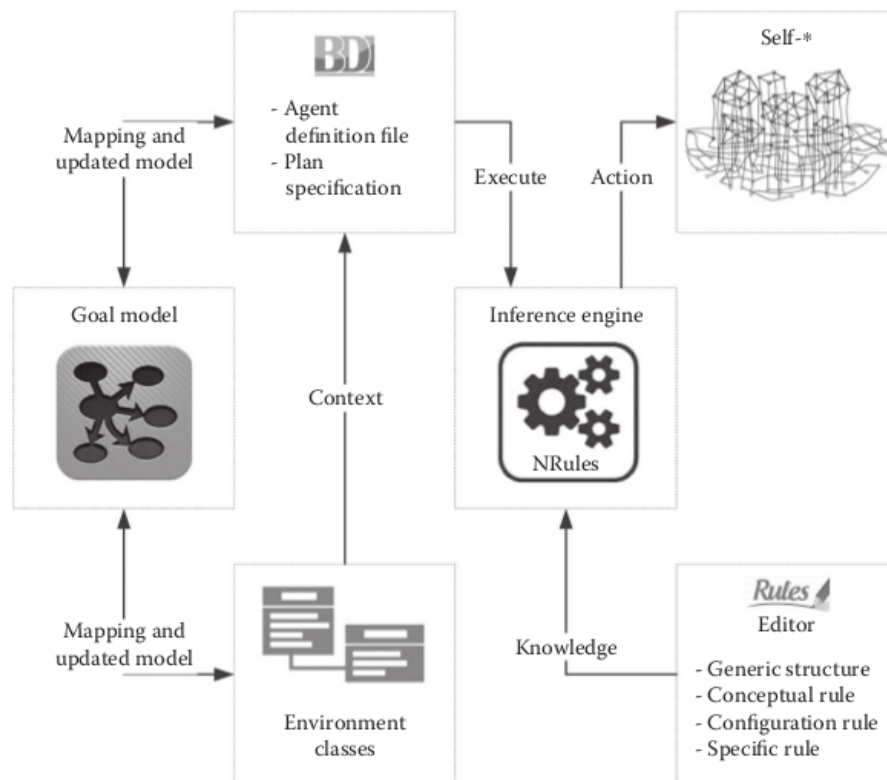 BDI
- Agent
definition file
- Plan
specification
Self-*
Mapping and
updated model
Execute
Action
Goal model
Inference engine
NRules
Context
Mapping and
updated model
Knowledge
Environment
classes
Rules
Editor
- Generic structure
- Conceptual rule
- Configuration rule
- Specific rule